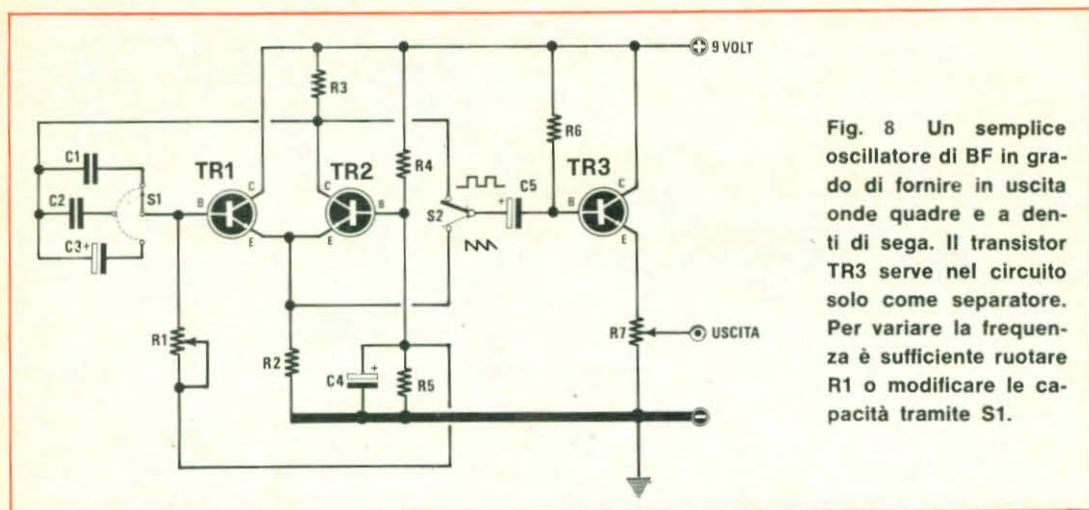 9 VOLT
R3
C1
TR1
TR2
R4
R6
TR3
C
C
C
S1
C2
B
B
S2
C5
B
C3+
E
E
+
E
R1
R2
C4
+
R5
R7
USCITA
Fig. 8 Un semplice
oscillatore di BF in gra-
do di fornire in uscita
onde quadre e a den-
ti di sega. Il transistor
TR3 serve nel circuito
solo come separatore.
Per variare la frequen-
za è sufficiente ruotare
R1 o modificare le ca-
pacità tramite S1.